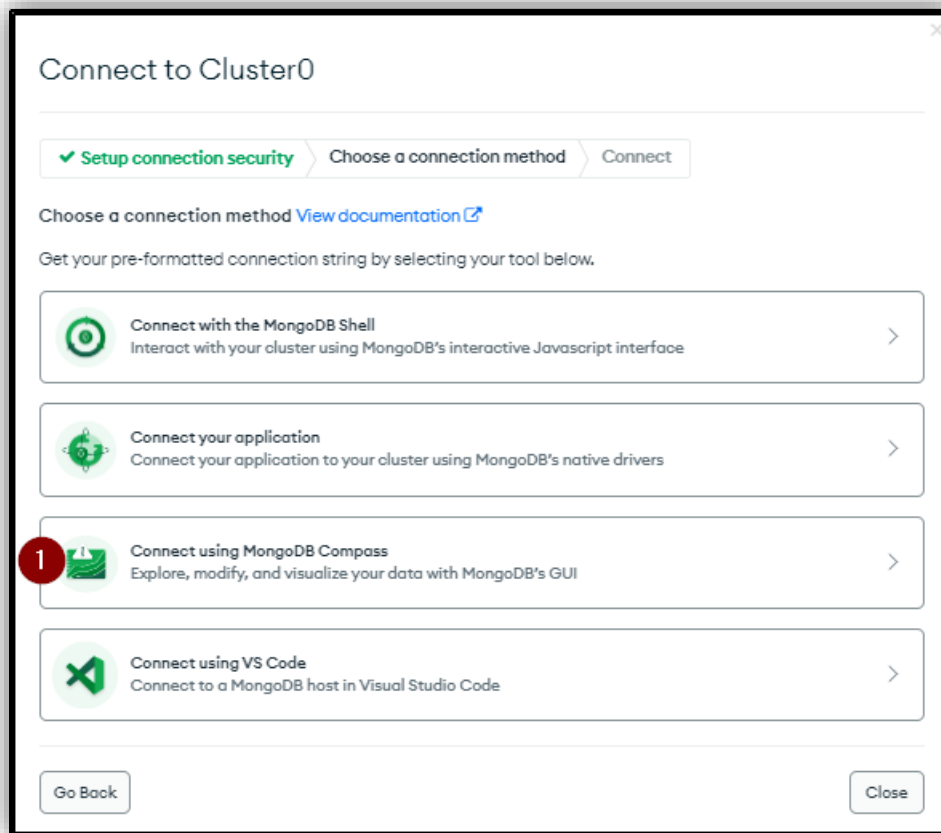 Connect to Cluster0
✔ Setup connection security
Choose a connection method
Connect
Choose a connection method View documentation
Get your pre-formatted connection string by selecting your tool below.
Connect with the MongoDB Shell
Interact with your cluster using MongoDB's interactive Javascript interface
Connect your application
Connect your application to your cluster using MongoDB's native drivers
1
Connect using MongoDB Compass
Explore, modify, and visualize your data with MongoDB's GUI
Connect using VS Code
Connect to a MongoDB host in Visual Studio Code
Go Back
Close